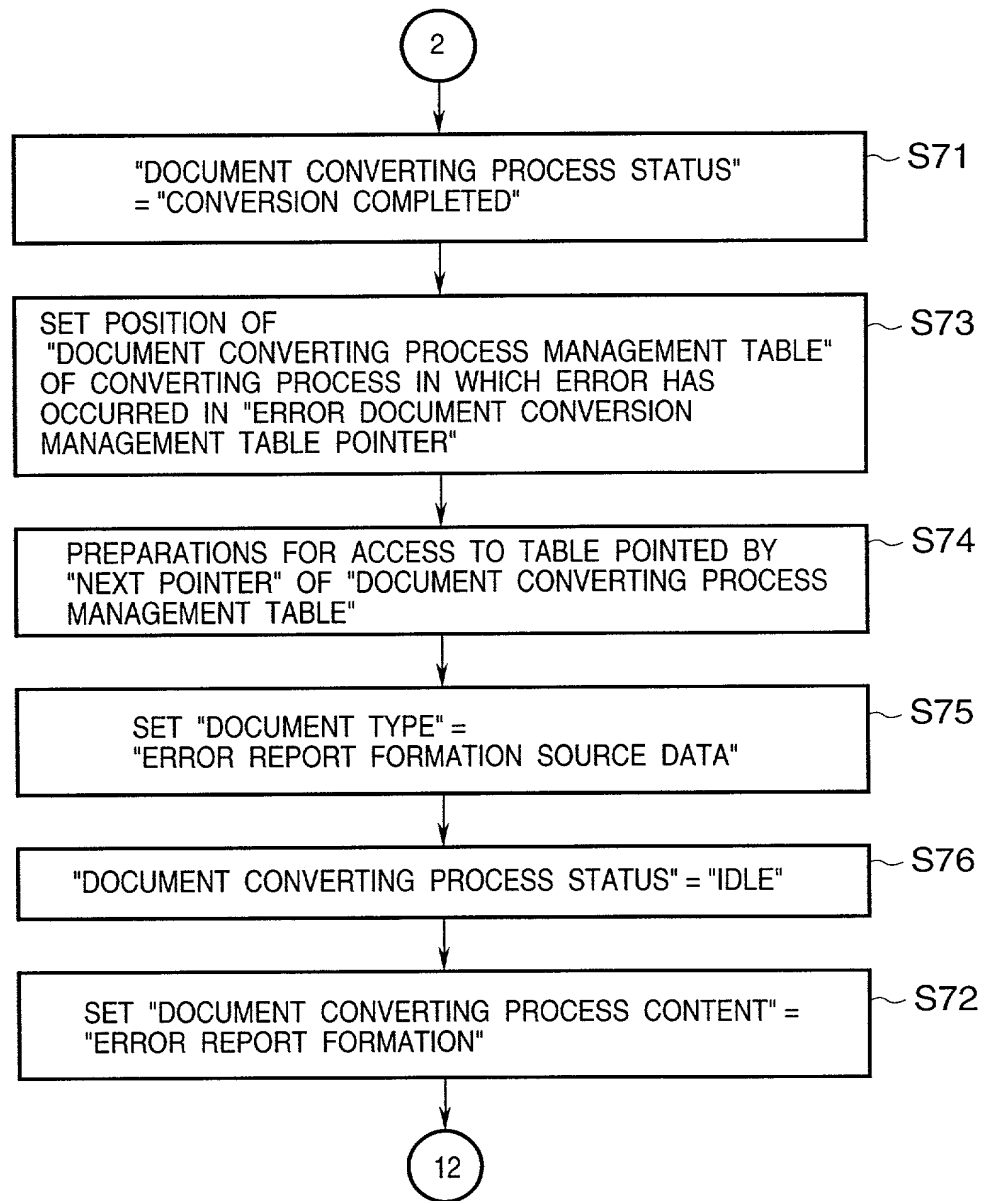 2
"DOCUMENT CONVERTING PROCESS STATUS"
= "CONVERSION COMPLETED"
S71
SET POSITION OF
"DOCUMENT CONVERTING PROCESS MANAGEMENT TABLE"
OF CONVERTING PROCESS IN WHICH ERROR HAS
OCCURRED IN "ERROR DOCUMENT CONVERSION
MANAGEMENT TABLE POINTER"
S73
PREPARATIONS FOR ACCESS TO TABLE POINTED BY
"NEXT POINTER" OF "DOCUMENT CONVERTING PROCESS
MANAGEMENT TABLE"
S74
SET "DOCUMENT TYPE" =
"ERROR REPORT FORMATION SOURCE DATA"
S75
"DOCUMENT CONVERTING PROCESS STATUS" = "IDLE"
S76
SET "DOCUMENT CONVERTING PROCESS CONTENT" =
"ERROR REPORT FORMATION"
S72
12